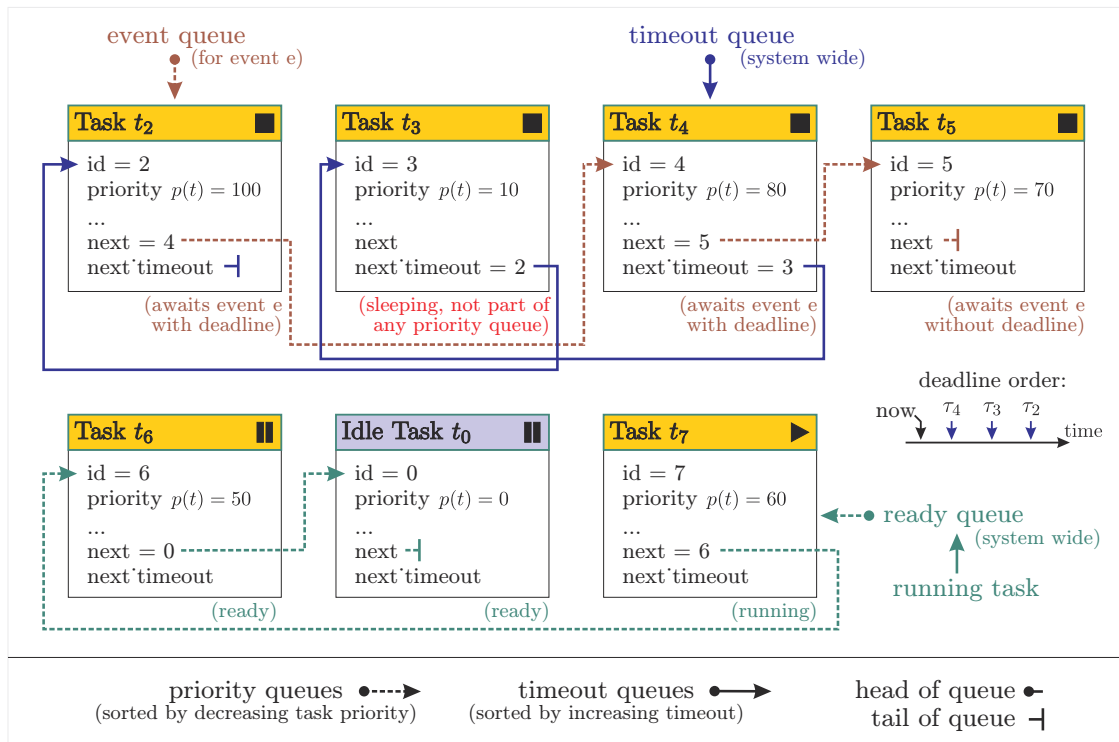 event queue
(for event e)
timeout queue
(system wide)
Task t₂
id = 2
priority p(t) = 100
...
next = 4
next˙timeout
(awaits event e
with deadline)
Task t₃
id = 3
priority p(t) = 10
...
next
next˙timeout = 2
(sleeping, not part of
any priority queue)
Task t₄
id = 4
priority p(t) = 80
...
next = 5
next˙timeout = 3
(awaits event e
with deadline)
Task t₅
id = 5
priority p(t) = 70
...
next
next˙timeout
(awaits event e
without deadline)
deadline order:
now
τ₄ τ₃ τ₂
time
Task t₆
id = 6
priority p(t) = 50
...
next = 0
next˙timeout
(ready)
Idle Task t₀
id = 0
priority p(t) = 0
...
next
next˙timeout
(ready)
Task t₇
id = 7
priority p(t) = 60
...
next = 6
next˙timeout
(running)
ready queue
(system wide)
running task
priority queues
(sorted by decreasing task priority)
timeout queues
(sorted by increasing timeout)
head of queue
tail of queue